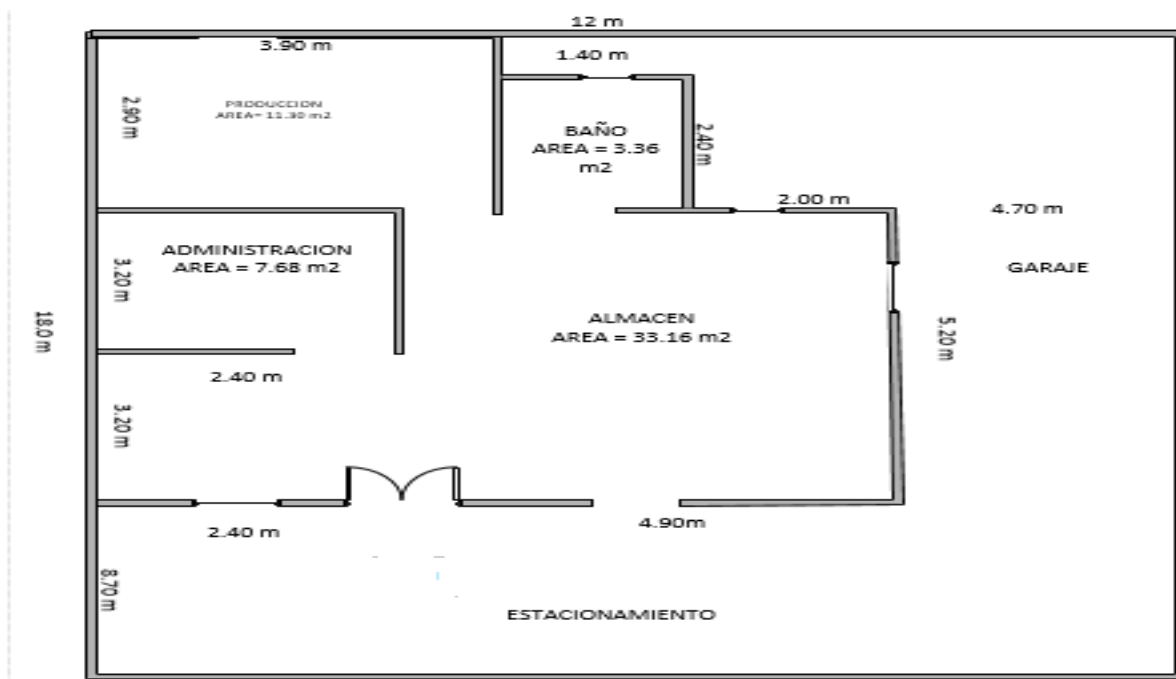 12 m
3.90 m
1.40 m
2.90 m
PRODUCCION
AREA= 11.30 m2
BAÑO
AREA = 3.36
m2
2.40 m
2.00 m
4.70 m
ADMINISTRACION
AREA = 7.68 m2
3.20 m
GARAJE
18.0 m
ALMACEN
AREA = 33.16 m2
5.20 m
2.40 m
3.20 m
2.40 m
4.90m
8.70 m
ESTACIONAMIENTO